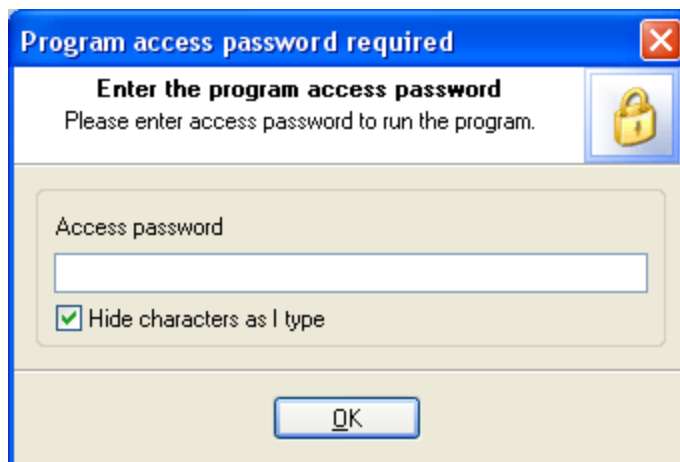 Program access password required
Enter the program access password
Please enter access password to run the program.
Access password
Hide characters as I type
OK